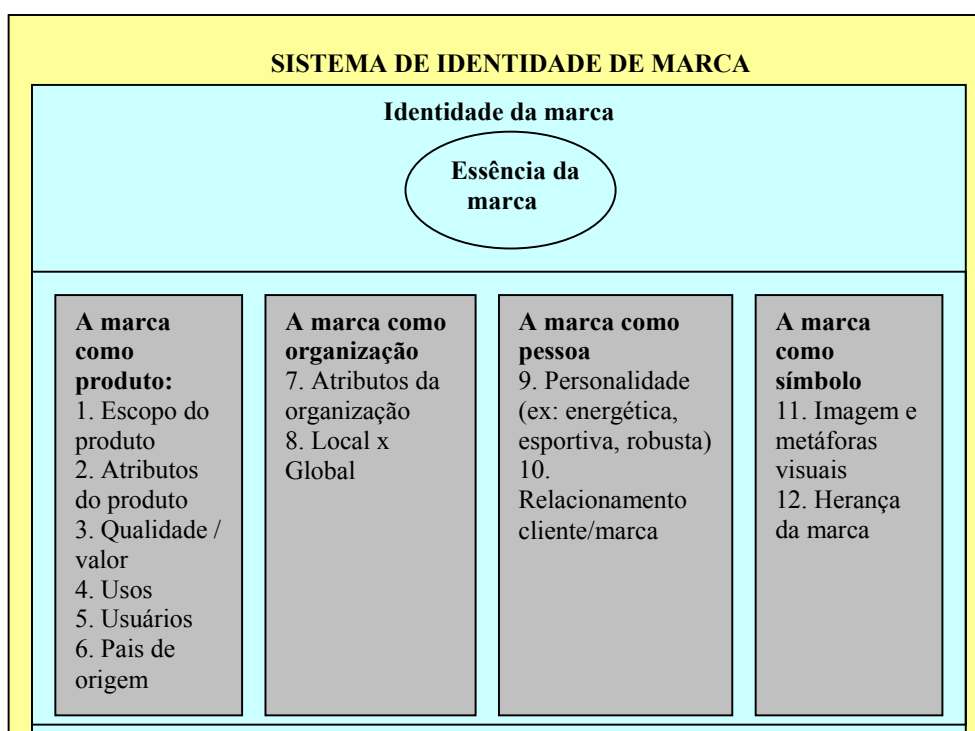 SISTEMA DE IDENTIDADE DE MARCA
Identidade da marca
Essência da
marca
A marca
como
produto:
1. Escopo do
produto
2. Atributos
do produto
3. Qualidade /
valor
4. Usos
5. Usuários
6. Pais de
origem
A marca como
organização
7. Atributos da
organização
8. Local x
Global
A marca como
pessoa
9. Personalidade
(ex: energética,
esportiva, robusta)
10.
Relacionamento
cliente/marca
A marca
como
símbolo
11. Imagem e
metáforas
visuais
12. Herança
da marca